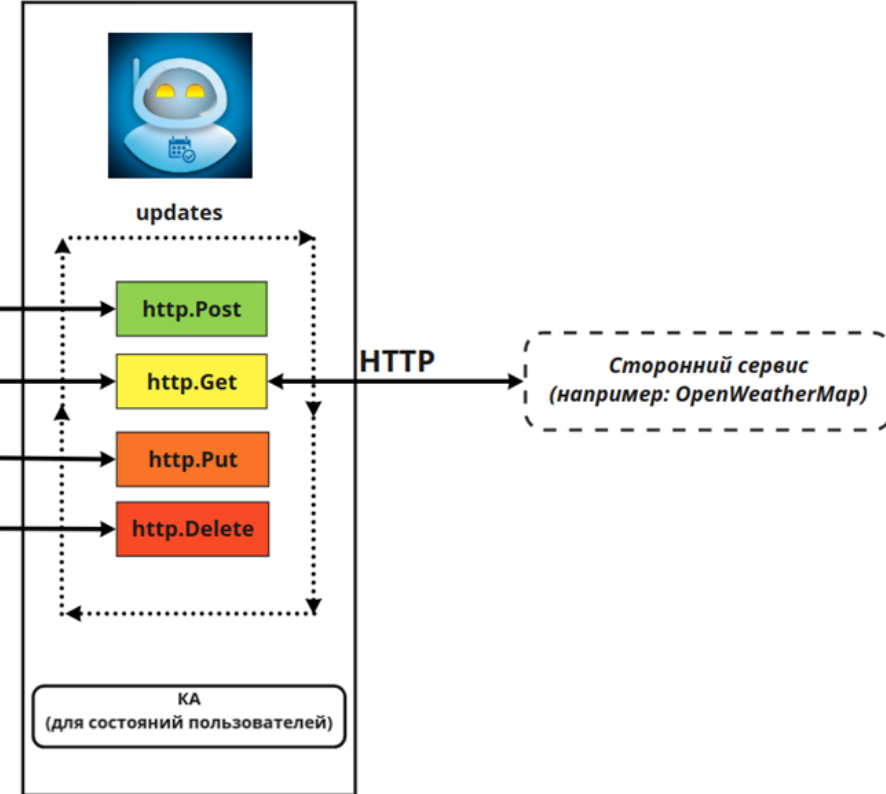 updates
http.Post
http.Get
HTTP
Сторонний сервис
(например: OpenWeatherMap)
http.Put
http.Delete
КА
(для состояний пользователей)